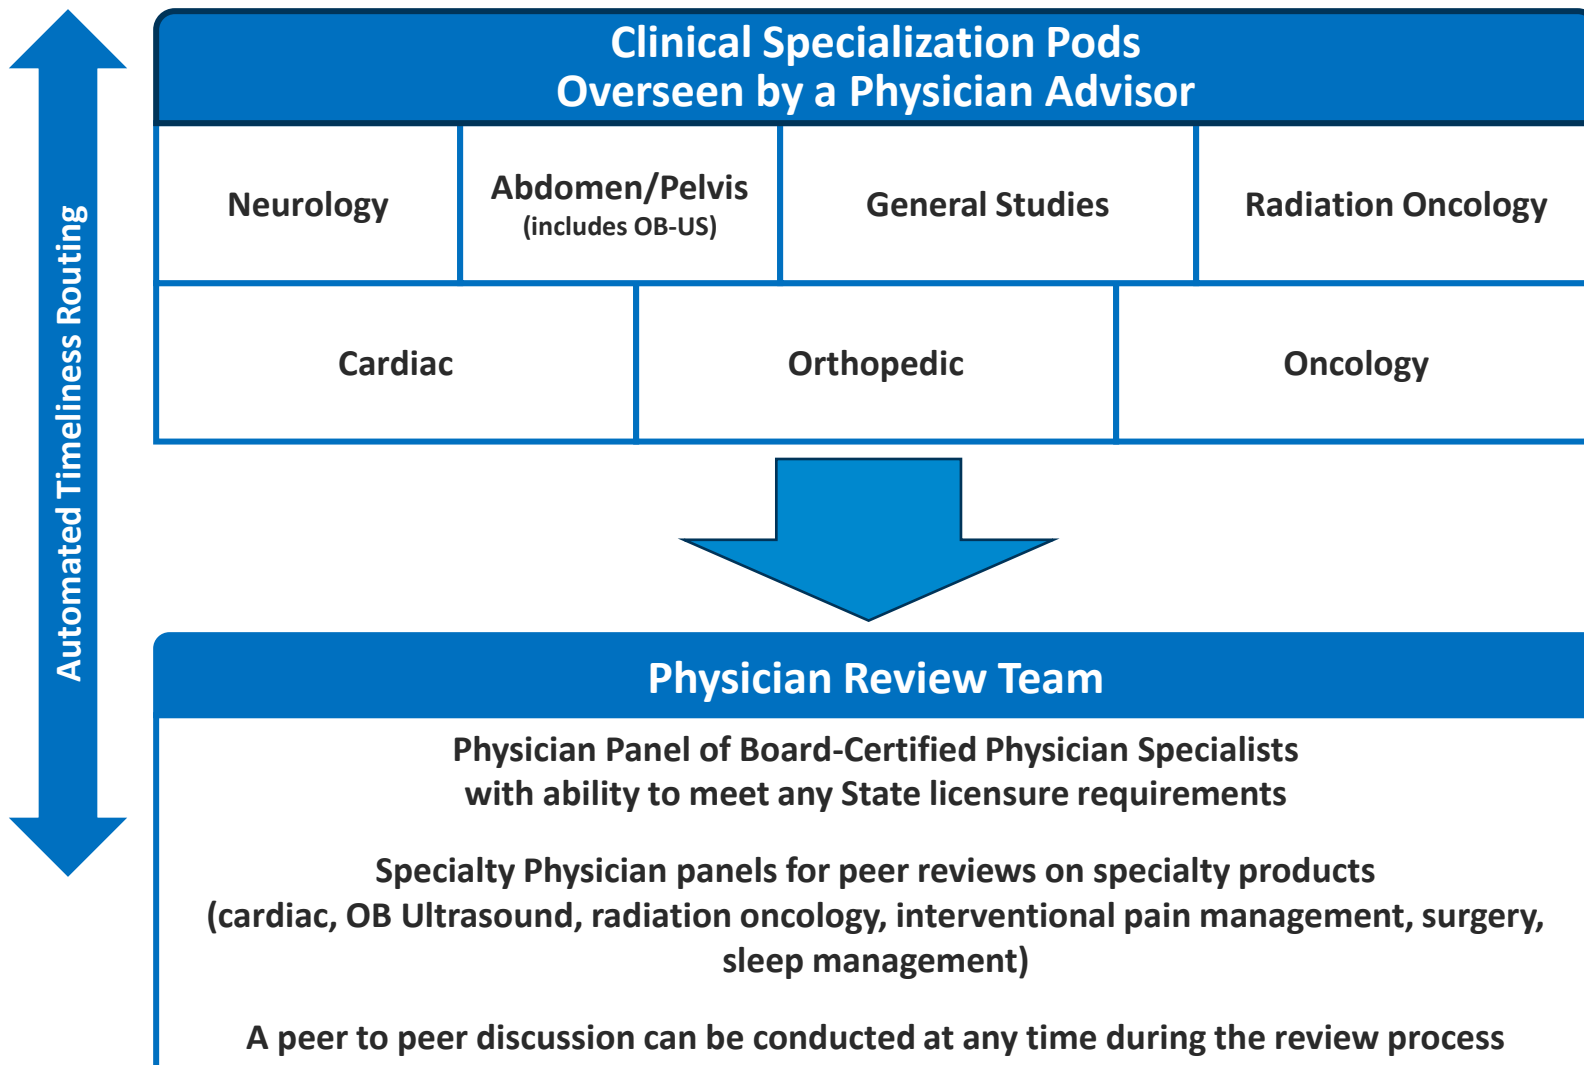 Clinical Specialization Pods
Overseen by a Physician Advisor
Automated Timeliness Routing
Neurology
Abdomen/Pelvis
(includes OB-US)
General Studies
Radiation Oncology
Cardiac
Orthopedic
Oncology
Physician Review Team
Physician Panel of Board-Certified Physician Specialists
with ability to meet any State licensure requirements
Specialty Physician panels for peer reviews on specialty products
(cardiac, OB Ultrasound, radiation oncology, interventional pain management, surgery,
sleep management)
A peer to peer discussion can be conducted at any time during the review process